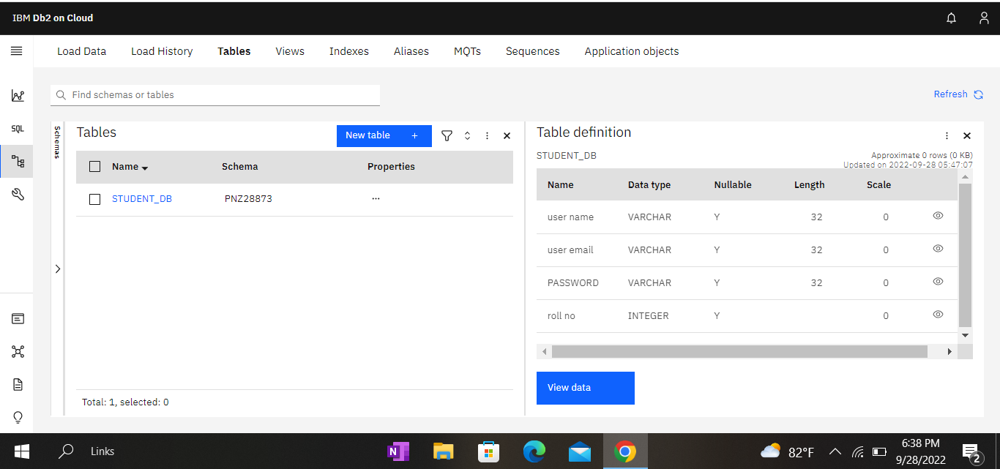 IBM Db2 on Cloud
Load Data Load History Tables Views Indexes Aliases MQTs Sequences Application objects
Find schemas or tables
Refresh
SQL
Schemas
Tables
New table +
Name Schema Properties
STUDENT_DB PNZ28873 ...
Total: 1, selected: 0
Table definition
STUDENT_DB
Approximate 0 rows (0 KB)
Updated on 2022-09-28 05:47:07
Name Data type Nullable Length Scale
user name VARCHAR Y 32 0
user email VARCHAR Y 32 0
PASSWORD VARCHAR Y 32 0
roll no INTEGER Y 0
View data
Links
N
82°F
6:38 PM
9/28/2022
2